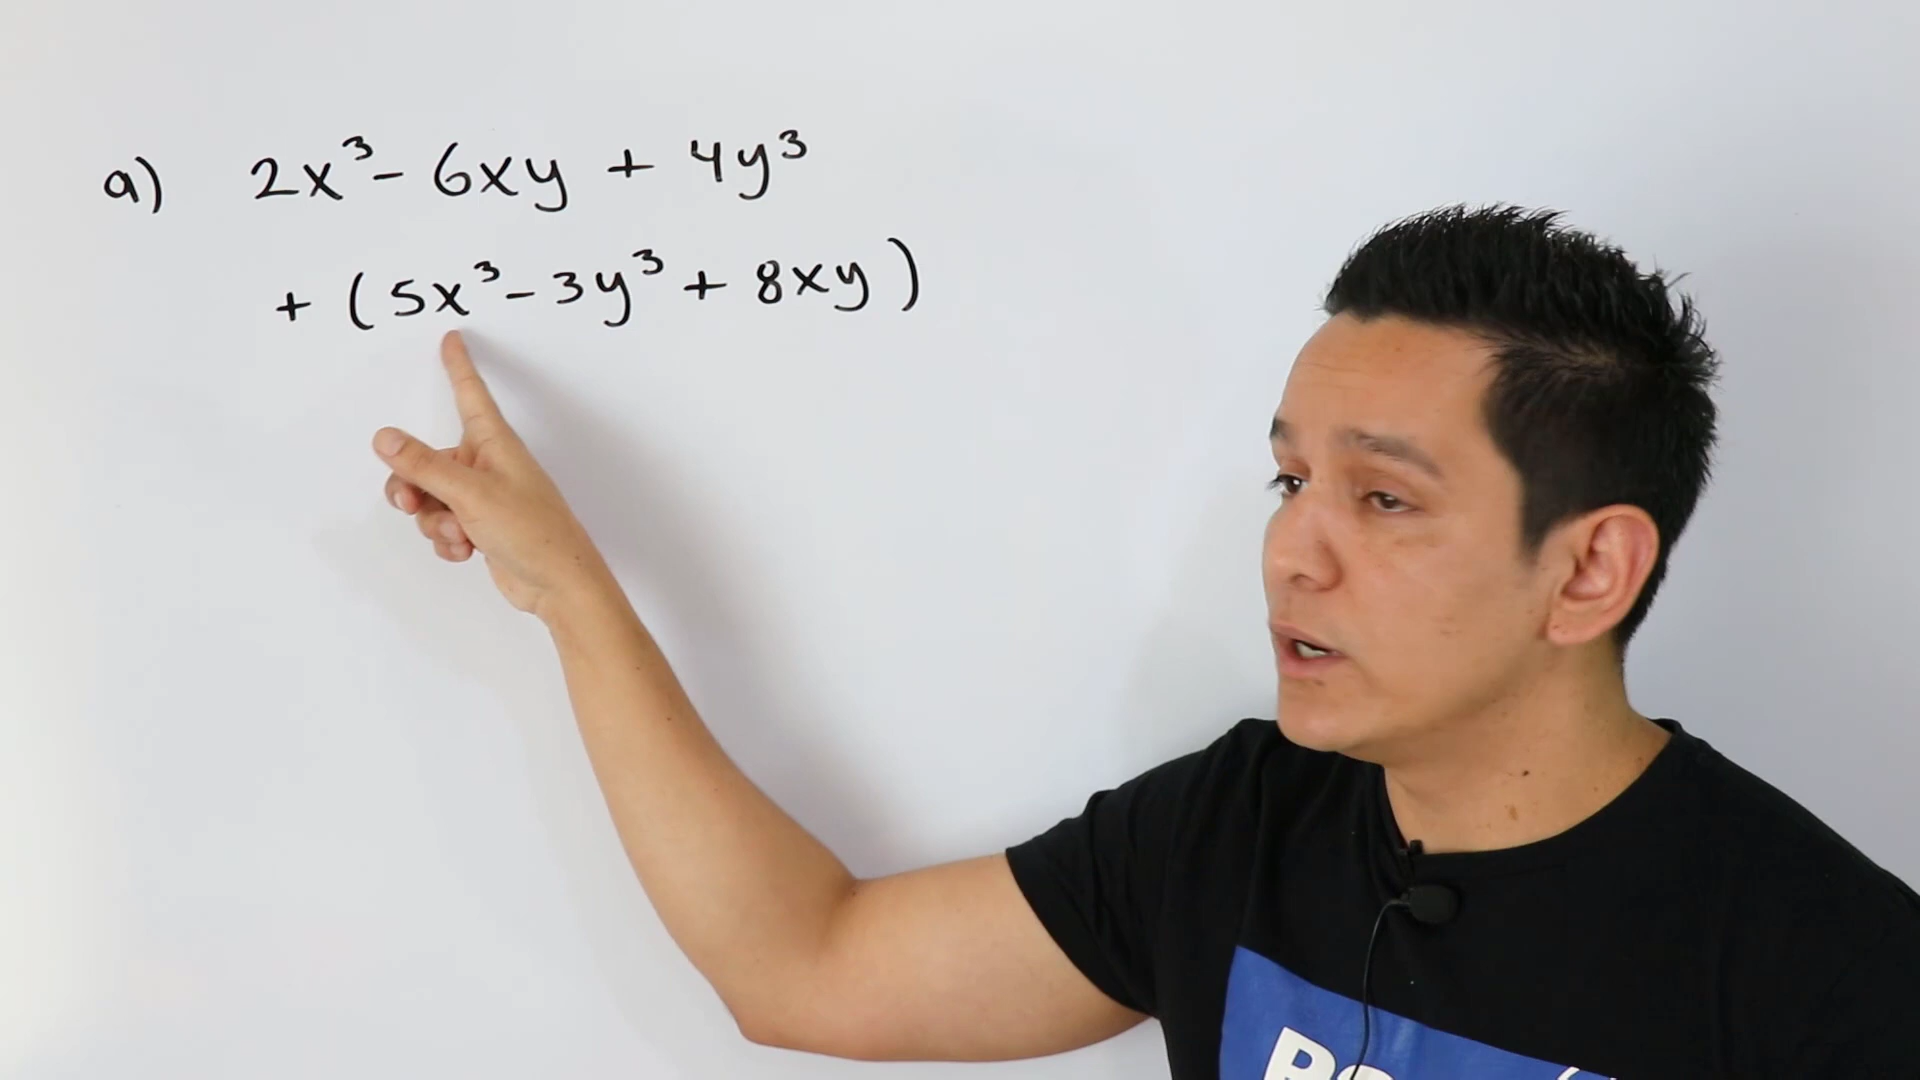 a) 2x³ - 6xy + 4y³
+ (5x³ - 3y³ + 8xy)